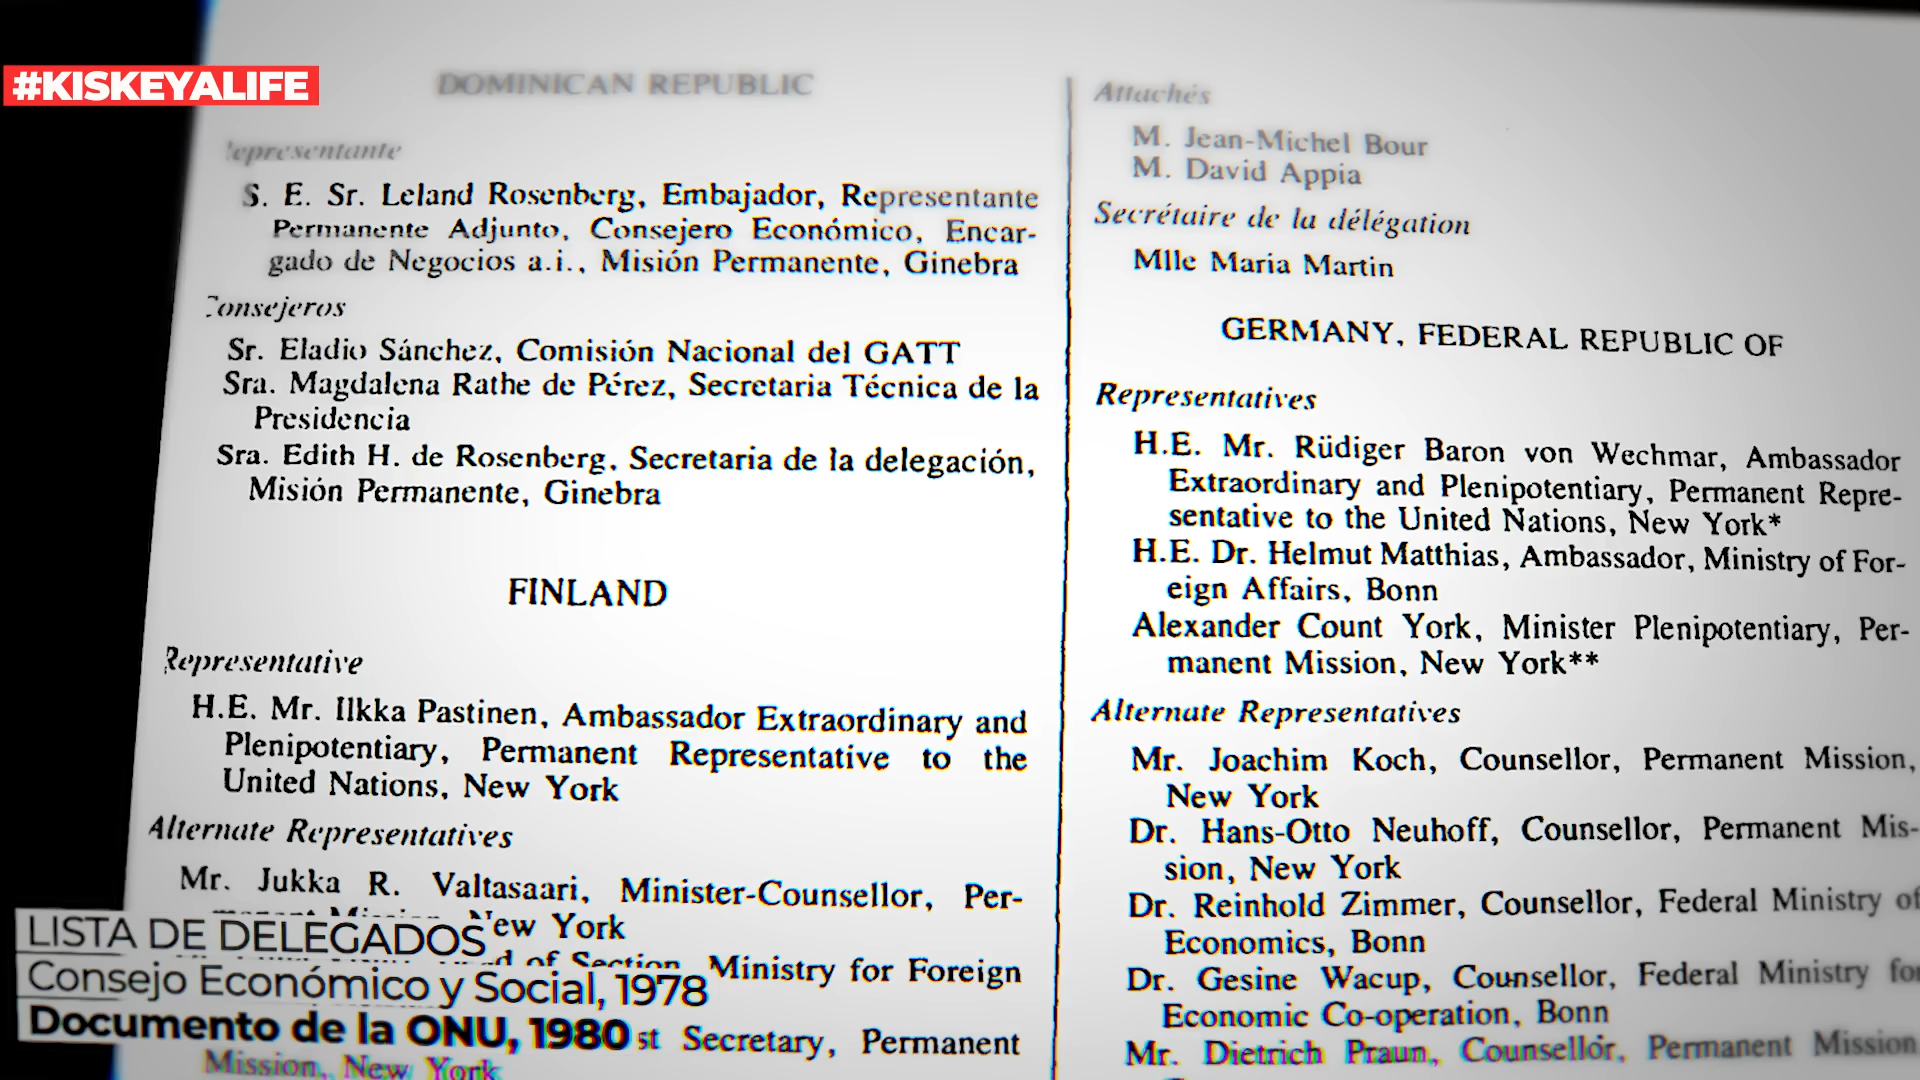 #KISKEYALIFE
DOMINICAN REPUBLIC
Representante
S. E. Sr. Leland Rosenberg, Embajador, Representante
Permanente Adjunto, Consejero Económico, Encar-
gado de Negocios a.i., Misión Permanente, Ginebra
Consejeros
Sr. Eladio Sánchez, Comisión Nacional del GATT
Sra. Magdalena Rathe de Pérez, Secretaria Técnica de la
Presidencia
Sra. Edith H. de Rosenberg, Secretaria de la delegación,
Misión Permanente, Ginebra
FINLAND
Representative
H.E. Mr. Ilkka Pastinen, Ambassador Extraordinary and
Plenipotentiary, Permanent Representative to the
United Nations, New York
Alternate Representatives
Mr. Jukka R. Valtasaari, Minister-Counsellor, Per-
New York
of Section, Ministry for Foreign
Secretary, Permanent
Mission, New York
Attachés
M. Jean-Michel Bour
M. David Appia
Secrétaire de la délégation
Mlle Maria Martin
GERMANY, FEDERAL REPUBLIC OF
Representatives
H.E. Mr. Rüdiger Baron von Wechmar, Ambassador
Extraordinary and Plenipotentiary, Permanent Repre-
sentative to the United Nations, New York*
H.E. Dr. Helmut Matthias, Ambassador, Ministry of For-
eign Affairs, Bonn
Alexander Count York, Minister Plenipotentiary, Per-
manent Mission, New York**
Alternate Representatives
Mr. Joachim Koch, Counsellor, Permanent Mission,
New York
Dr. Hans-Otto Neuhoff, Counsellor, Permanent Mis-
sion, New York
Dr. Reinhold Zimmer, Counsellor, Federal Ministry of
Economics, Bonn
Dr. Gesine Wacup, Counsellor, Federal Ministry for
Economic Co-operation, Bonn
Mr. Dietrich Praun, Counsellor, Permanent Mission
LISTA DE DELEGADOS
Consejo Económico y Social, 1978
Documento de la ONU, 1980